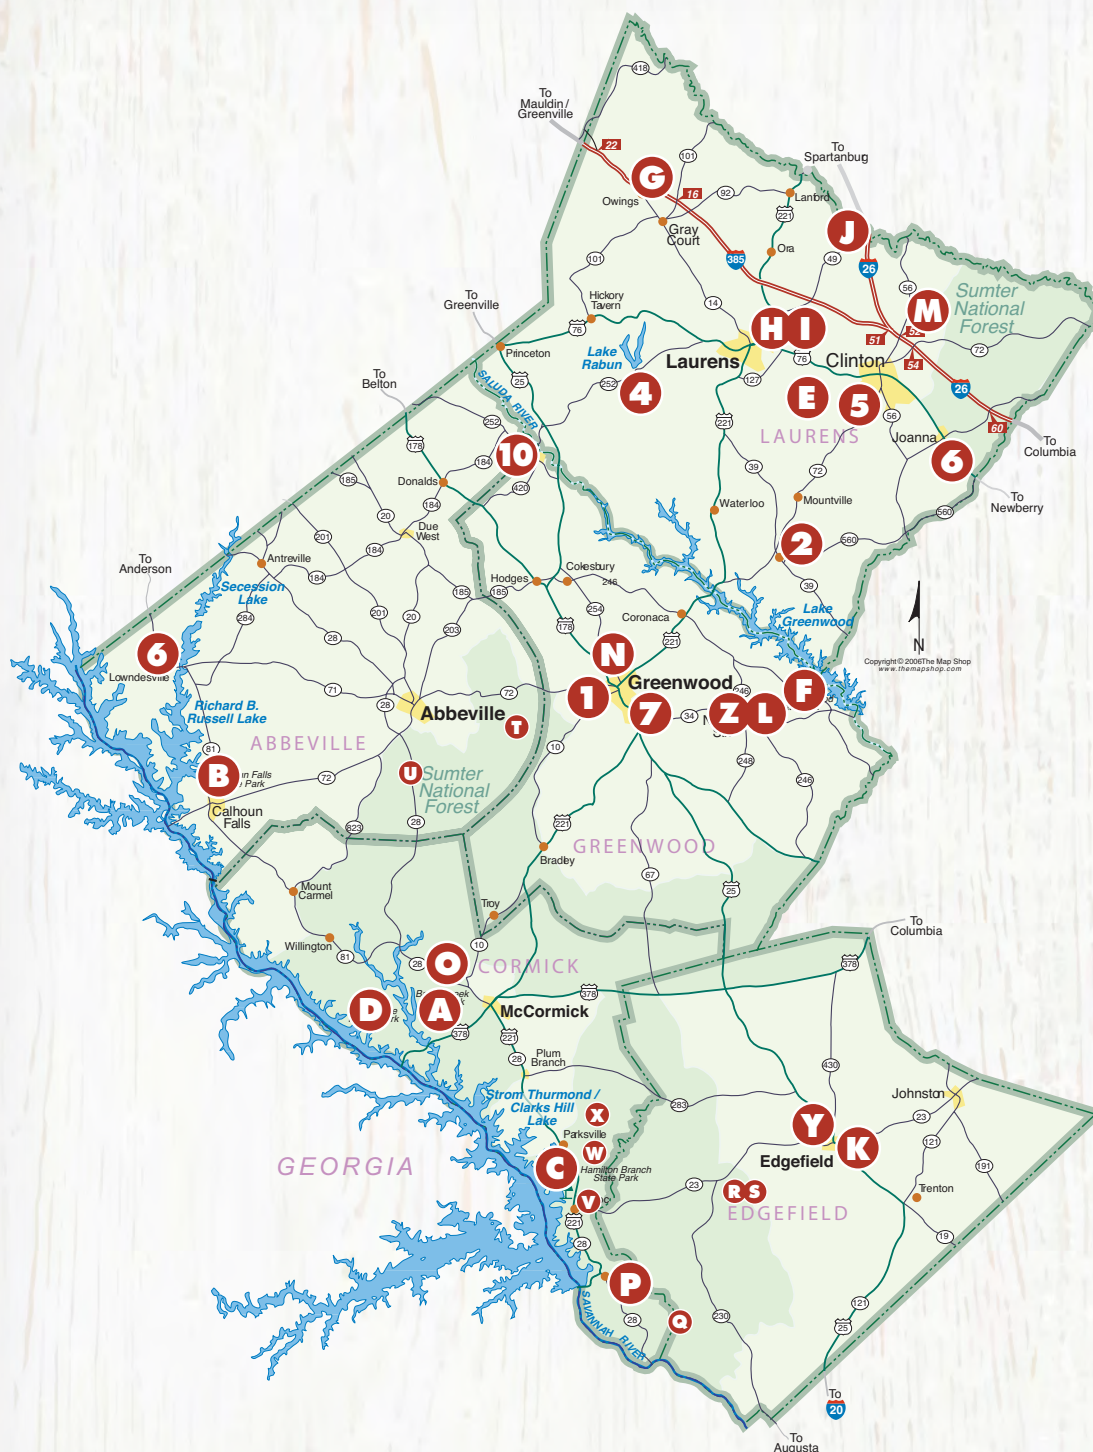 418
To
Mauldin/
Greenville
22
101
To
Spartanburg
G
16
92
Lanford
Owings
221
Gray
Court
J
Ora
385
49
26
101
56
Sumter
National
Forest
M
To
Greenville
Hickory
Tavern
14
76
H
I
52
51
72
Lake
Rabun
Laurens
76
Clinton
54
Princeton
25
252
4
127
E
5
26
To
Belton
SALUDA RIVER
56
60
252
221
LAURENS
Joanna
To
Columbia
178
10
184
39
72
6
185
Donalds
420
Waterloo
Mountville
To
Newberry
184
20
560
Due
West
201
2
560
To
Anderson
Antreville
184
184
Cokesbury
Hodges
246
39
Secession
Lake
185
185
201
20
254
Lake
Greenwood
284
178
Coronaca
203
28
221
N
Copyright © 2006 The Map Shop
www.themapshop.com
6
N
Lowndesville
Greenwood
71
72
1
246
F
28
Richard B.
Russell Lake
Abbeville
7
34
Z
L
T
ABBEVILLE
81
10
248
B
72
U
Sumter
National
Forest
246
Calhoun
Falls
823
28
221
GREENWOOD
Bradley
67
25
Mount
Carmel
Troy
To
Columbia
Willington
81
10
28
O
CORMICK
378
378
D
A
McCormick
378
221
28
Plum
Branch
430
Strom Thurmond /
Clarks Hill
Lake
Johnston
283
X
Y
23
Parksville
W
K
121
GEORGIA
C
Hamilton Branch
State Park
Edgefield
191
23
R
S
Trenton
V
EDGEFIELD
221
19
28
P
121
SAVANNAH RIVER
28
Q
230
25
To
20
To
Augusta